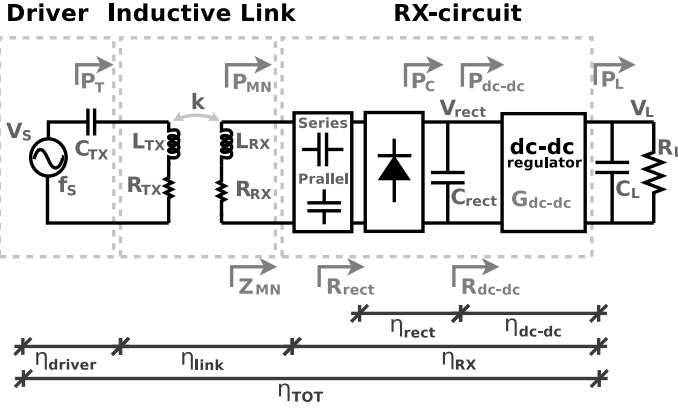 Driver Inductive Link RX-circuit
P_T P_MN P_C P_dc-dc P_L
k
V_S C_TX L_TX L_RX Series V_rect dc-dc V_L
regulator R_L
f_S R_TX R_RX Prallel C_rect G_dc-dc C_L
Z_MN R_rect R_dc-dc
η_rect η_dc-dc
η_driver η_link η_RX
η_TOT